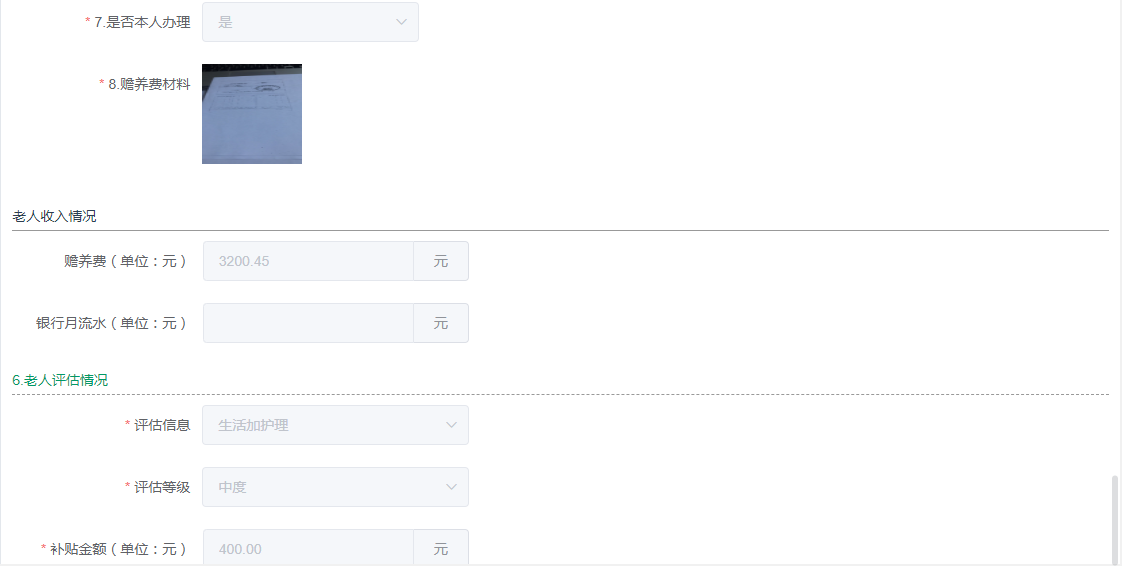 * 7.是否本人办理 是
* 8.赡养费材料
老人收入情况
赡养费（单位：元） 3200.45 元
银行月流水（单位：元） 元
6.老人评估情况
* 评估信息 生活加护理
* 评估等级 中度
* 补贴金额（单位：元） 400.00 元